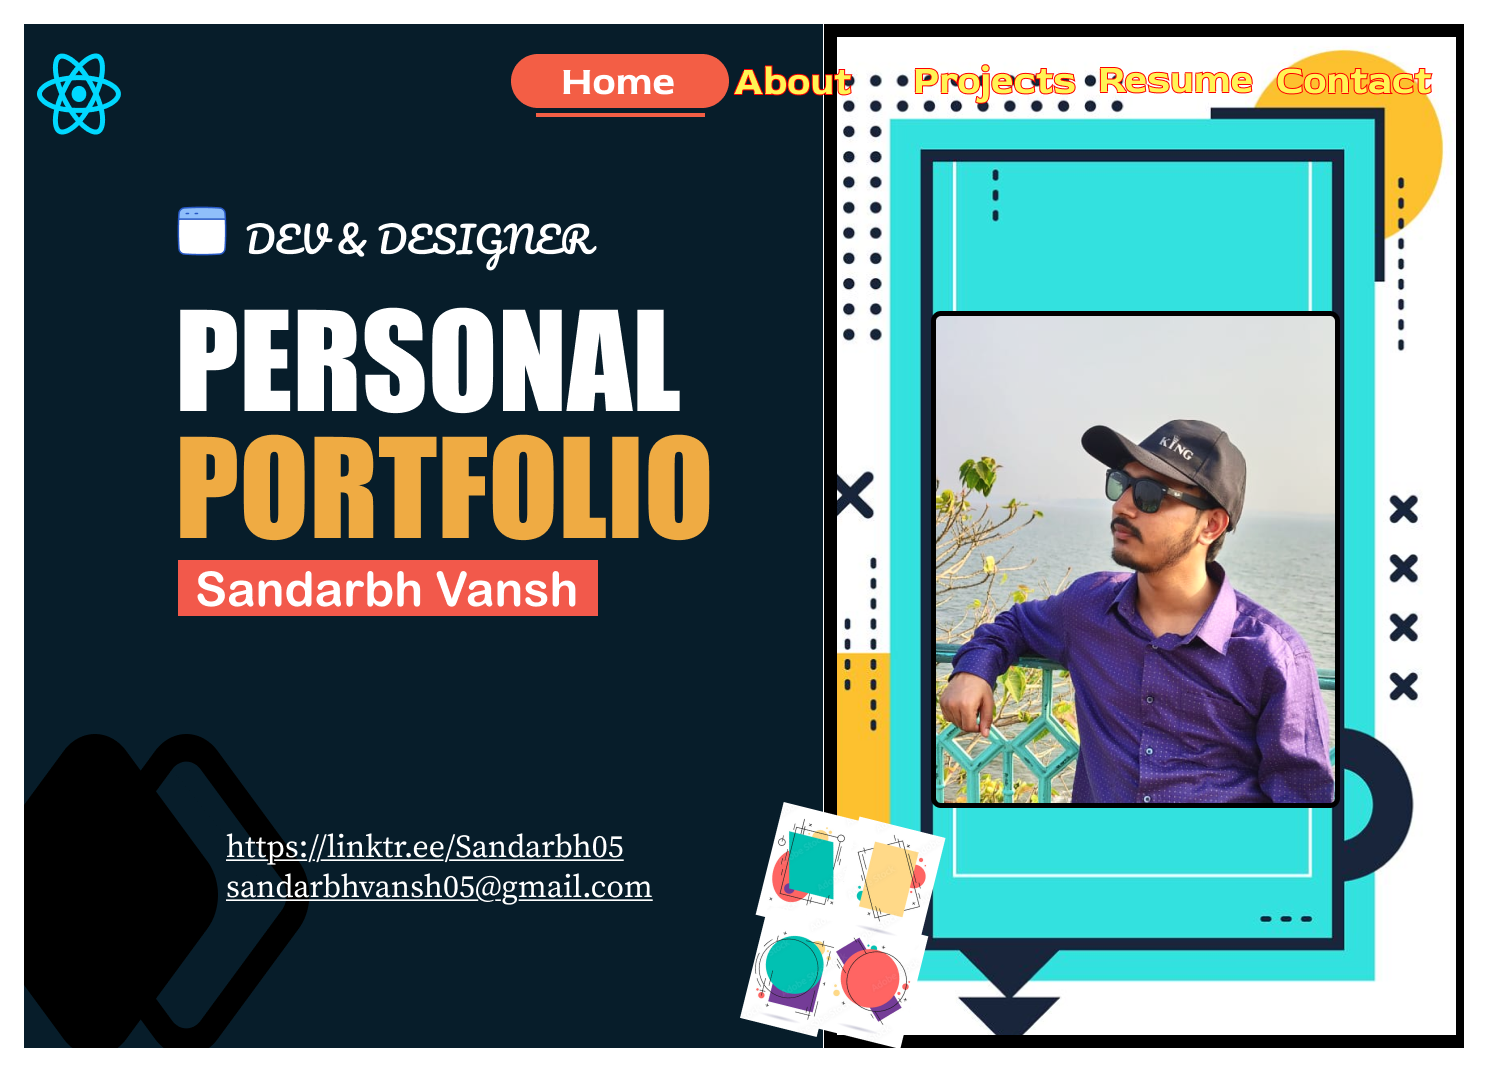 Home About Projects Resume Contact
DEV & DESIGNER
PERSONAL
PORTFOLIO
Sandarbh Vansh
KING
https://linktr.ee/Sandarbh05
sandarbhvansh05@gmail.com